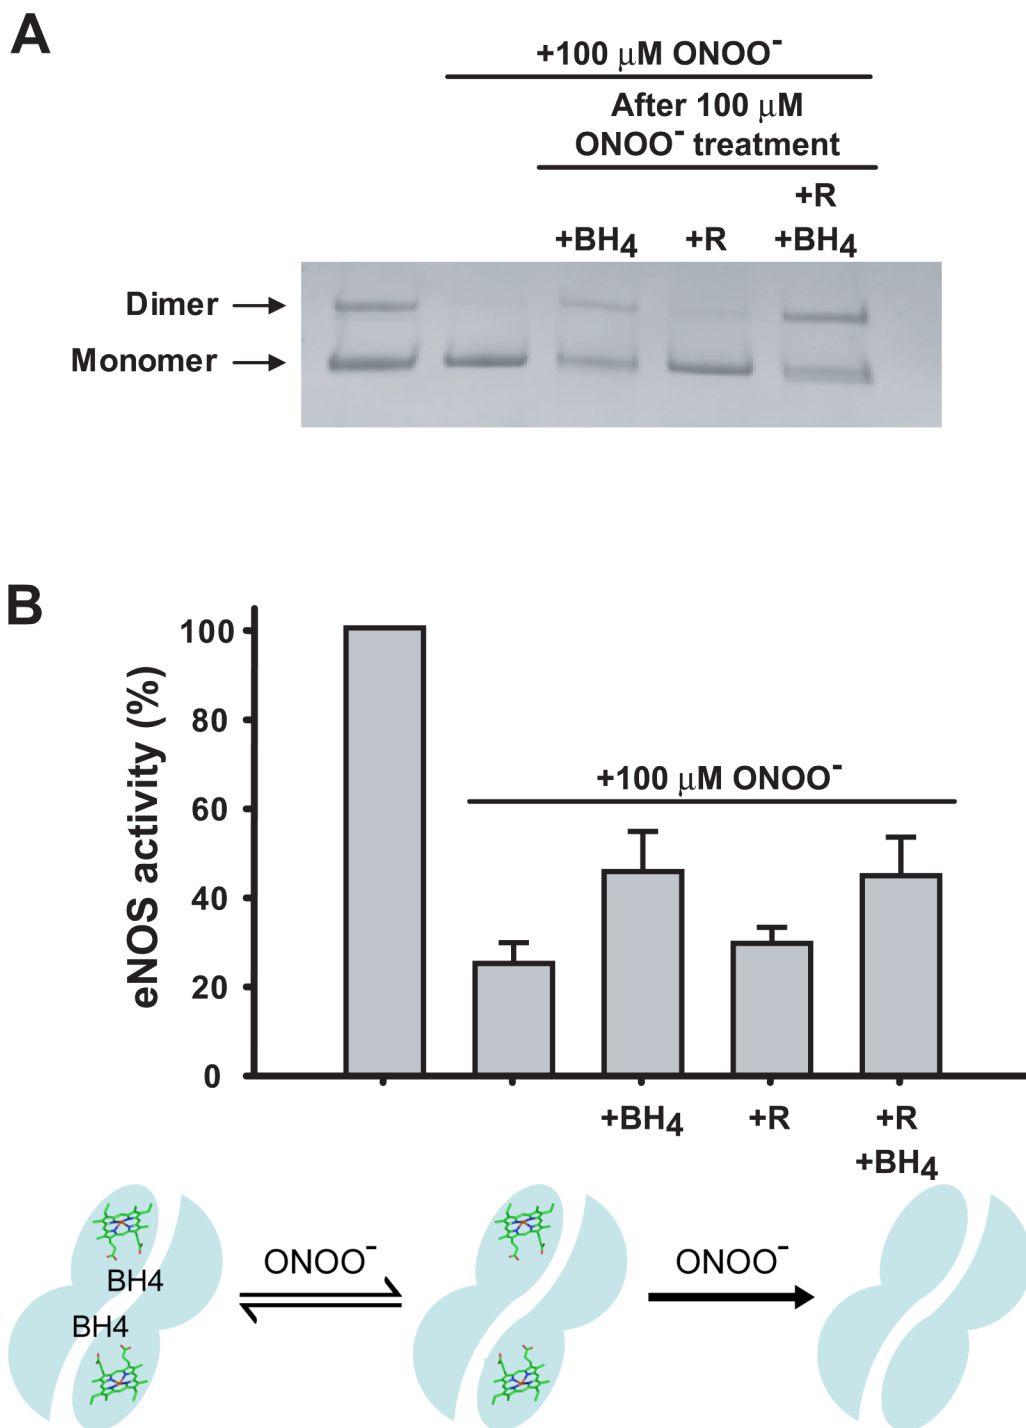 A
+100 μM ONOO⁻
After 100 μM
ONOO⁻ treatment
+R
+BH₄ +R +BH₄
Dimer
Monomer
B
eNOS activity (%)
100
80
60
40
20
0
+100 μM ONOO⁻
+BH₄ +R +R
+BH₄
BH4
BH4
ONOO⁻
ONOO⁻